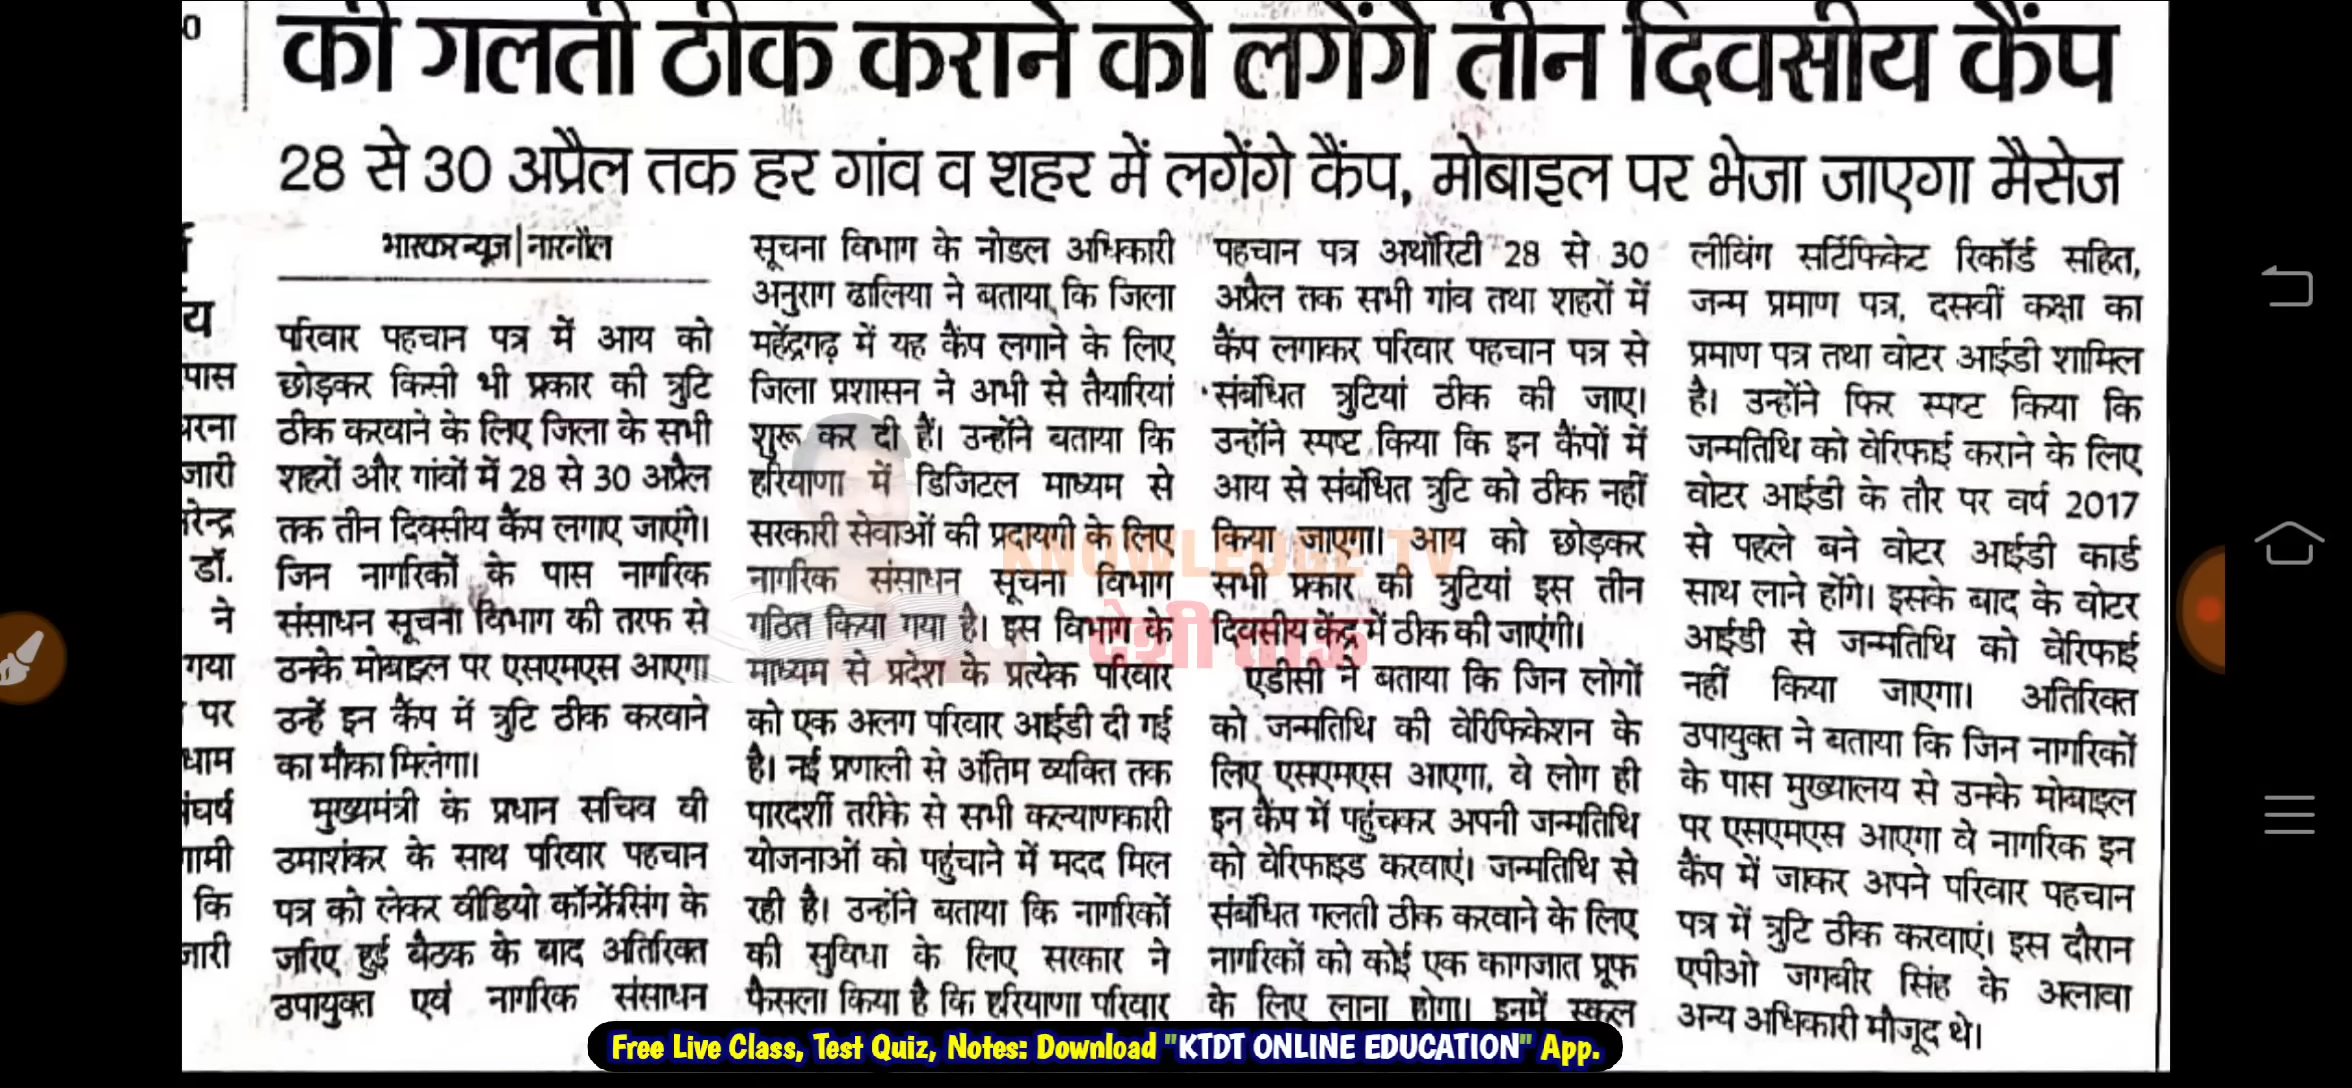 की गलती ठीक कराने को लगेंगे तीन दिवसीय कैंप
28 से 30 अप्रैल तक हर गांव व शहर में लगेंगे कैंप, मोबाइल पर भेजा जाएगा मैसेज
भास्कर न्यूज | नारनौल
परिवार पहचान पत्र में आय को
छोड़कर किसी भी प्रकार की त्रुटि
ठीक करवाने के लिए जिला के सभी
शहरों और गांवों में 28 से 30 अप्रैल
तक तीन दिवसीय कैंप लगाए जाएंगे।
जिन नागरिकों के पास नागरिक
संसाधन सूचना विभाग की तरफ से
उनके मोबाइल पर एसएमएस आएगा
उन्हें इन कैंप में त्रुटि ठीक करवाने
का मौका मिलेगा।
मुख्यमंत्री के प्रधान सचिव वी
उमाशंकर के साथ परिवार पहचान
पत्र को लेकर वीडियो कॉन्फ्रेंसिंग के
जरिए हुई बैठक के बाद अतिरिक्त
उपायुक्त एवं नागरिक संसाधन
सूचना विभाग के नोडल अधिकारी
अनुराग ढालिया ने बताया कि जिला
महेंद्रगढ़ में यह कैंप लगाने के लिए
जिला प्रशासन ने अभी से तैयारियां
शुरू कर दी हैं। उन्होंने बताया कि
हरियाणा में डिजिटल माध्यम से
सरकारी सेवाओं की प्रदायगी के लिए
नागरिक संसाधन सूचना विभाग
गठित किया गया है। इस विभाग के
माध्यम से प्रदेश के प्रत्येक परिवार
को एक अलग परिवार आईडी दी गई
है। नई प्रणाली से अंतिम व्यक्ति तक
पारदर्शी तरीके से सभी कल्याणकारी
योजनाओं को पहुंचाने में मदद मिल
रही है। उन्होंने बताया कि नागरिकों
की सुविधा के लिए सरकार ने
फैसला किया है कि हरियाणा परिवार
पहचान पत्र अथॉरिटी 28 से 30
अप्रैल तक सभी गांव तथा शहरों में
कैंप लगाकर परिवार पहचान पत्र से
संबंधित त्रुटियां ठीक की जाए।
उन्होंने स्पष्ट किया कि इन कैंपों में
आय से संबंधित त्रुटि को ठीक नहीं
किया जाएगा। आय को छोड़कर
सभी प्रकार की त्रुटियां इस तीन
दिवसीय केंद्र में ठीक की जाएंगी।
एडीसी ने बताया कि जिन लोगों
को जन्मतिथि की वेरिफिकेशन के
लिए एसएमएस आएगा, वे लोग ही
इन कैंप में पहुंचकर अपनी जन्मतिथि
को वेरिफाइड करवाएं। जन्मतिथि से
संबंधित गलती ठीक करवाने के लिए
नागरिकों को कोई एक कागजात प्रूफ
के लिए लाना होगा। इनमें स्कूल
लीविंग सर्टिफिकेट रिकॉर्ड सहित,
जन्म प्रमाण पत्र, दसवीं कक्षा का
प्रमाण पत्र तथा वोटर आईडी शामिल
है। उन्होंने फिर स्पष्ट किया कि
जन्मतिथि को वेरिफाई कराने के लिए
वोटर आईडी के तौर पर वर्ष 2017
से पहले बने वोटर आईडी कार्ड
साथ लाने होंगे। इसके बाद के वोटर
आईडी से जन्मतिथि को वेरिफाई
नहीं किया जाएगा। अतिरिक्त
उपायुक्त ने बताया कि जिन नागरिकों
के पास मुख्यालय से उनके मोबाइल
पर एसएमएस आएगा वे नागरिक इन
कैंप में जाकर अपने परिवार पहचान
पत्र में त्रुटि ठीक करवाएं। इस दौरान
एपीओ जगबीर सिंह के अलावा
अन्य अधिकारी मौजूद थे।
KNOWLEDGE TV
देशी ताऊ
Free Live Class, Test Quiz, Notes: Download "KTDT ONLINE EDUCATION" App.